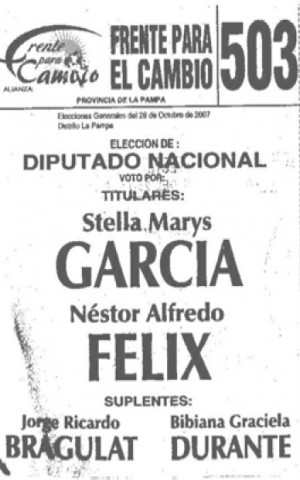 Frente
para el
Cambio
ALIANZA:
FRENTE PARA
EL CAMBIO
503
PROVINCIA DE LA PAMPA
Elecciones Generales del 28 de Octubre de 2007
Distrito La Pampa
ELECCION DE :
DIPUTADO NACIONAL
VOTO POR:
TITULARES:
Stella Marys
GARCIA
Néstor Alfredo
FELIX
SUPLENTES:
Jorge Ricardo Bibiana Graciela
BRAGULAT DURANTE